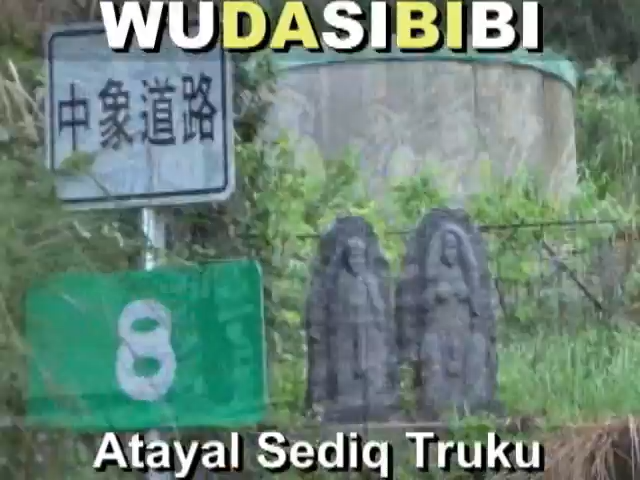 WUDASIBIBI
中象道路
8
Atayal Sediq Truku